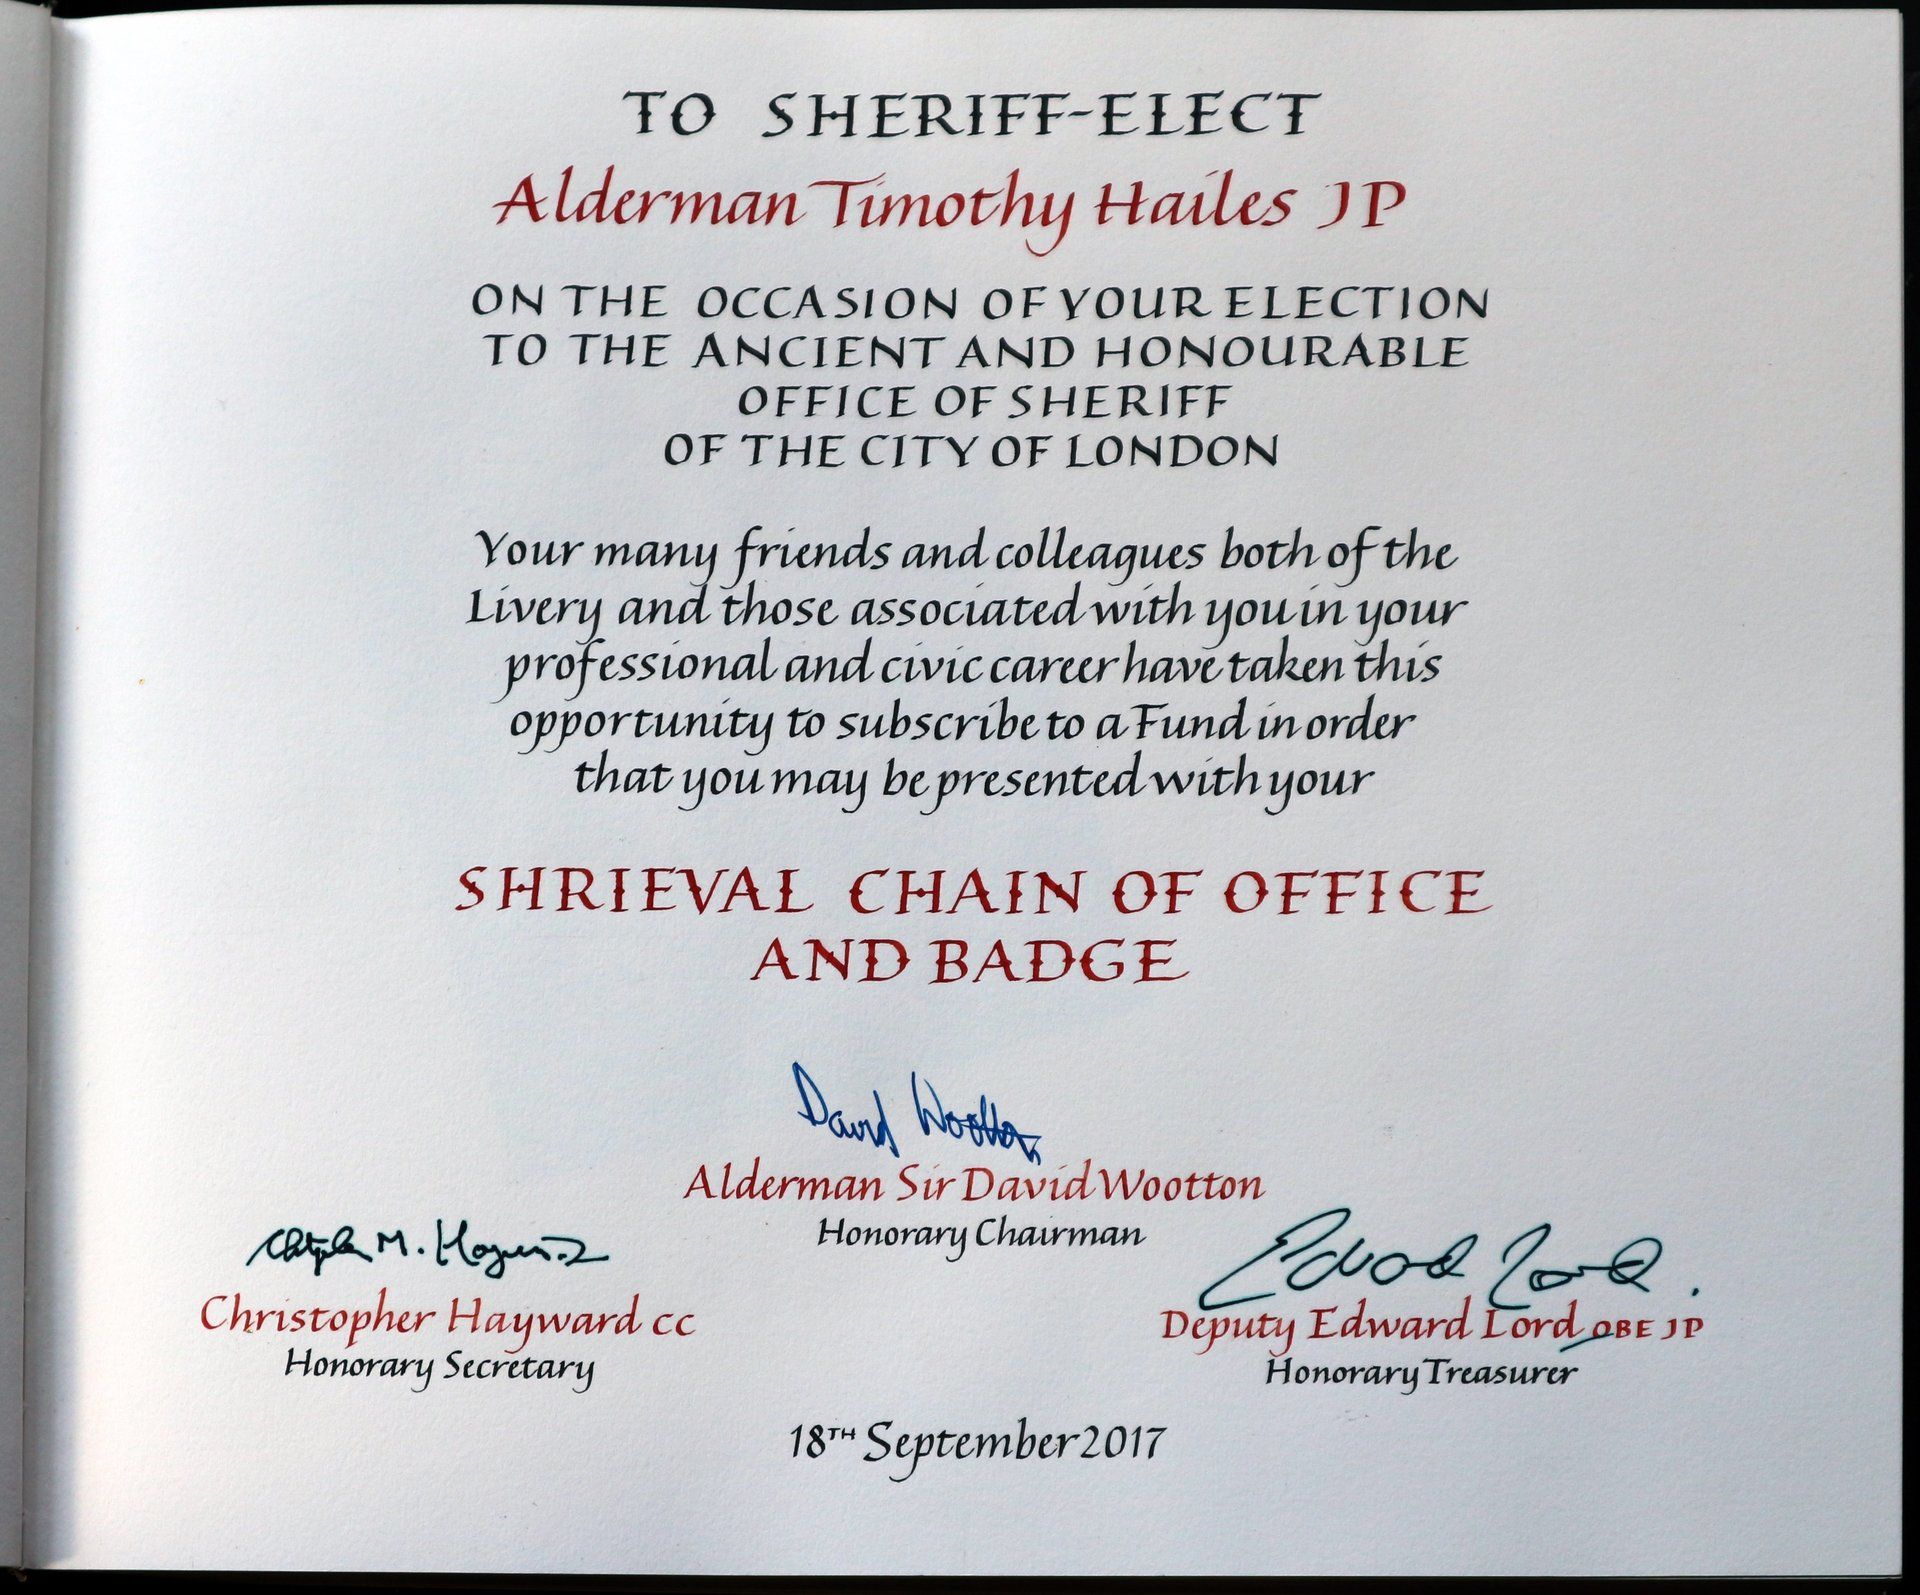 TO SHERIFF-ELECT
Alderman Timothy Hailes JP
ON THE OCCASION OF YOUR ELECTION
TO THE ANCIENT AND HONOURABLE
OFFICE OF SHERIFF
OF THE CITY OF LONDON
Your many friends and colleagues both of the
Livery and those associated with you in your
professional and civic career have taken this
opportunity to subscribe to a Fund in order
that you may be presented with your
SHRIEVAL CHAIN OF OFFICE
AND BADGE
David Wootton
Alderman Sir David Wootton
Honorary Chairman
Christopher M. Hayward
Christopher Hayward CC
Honorary Secretary
Edward Lord.
Deputy Edward Lord OBE JP
Honorary Treasurer
18TH September 2017